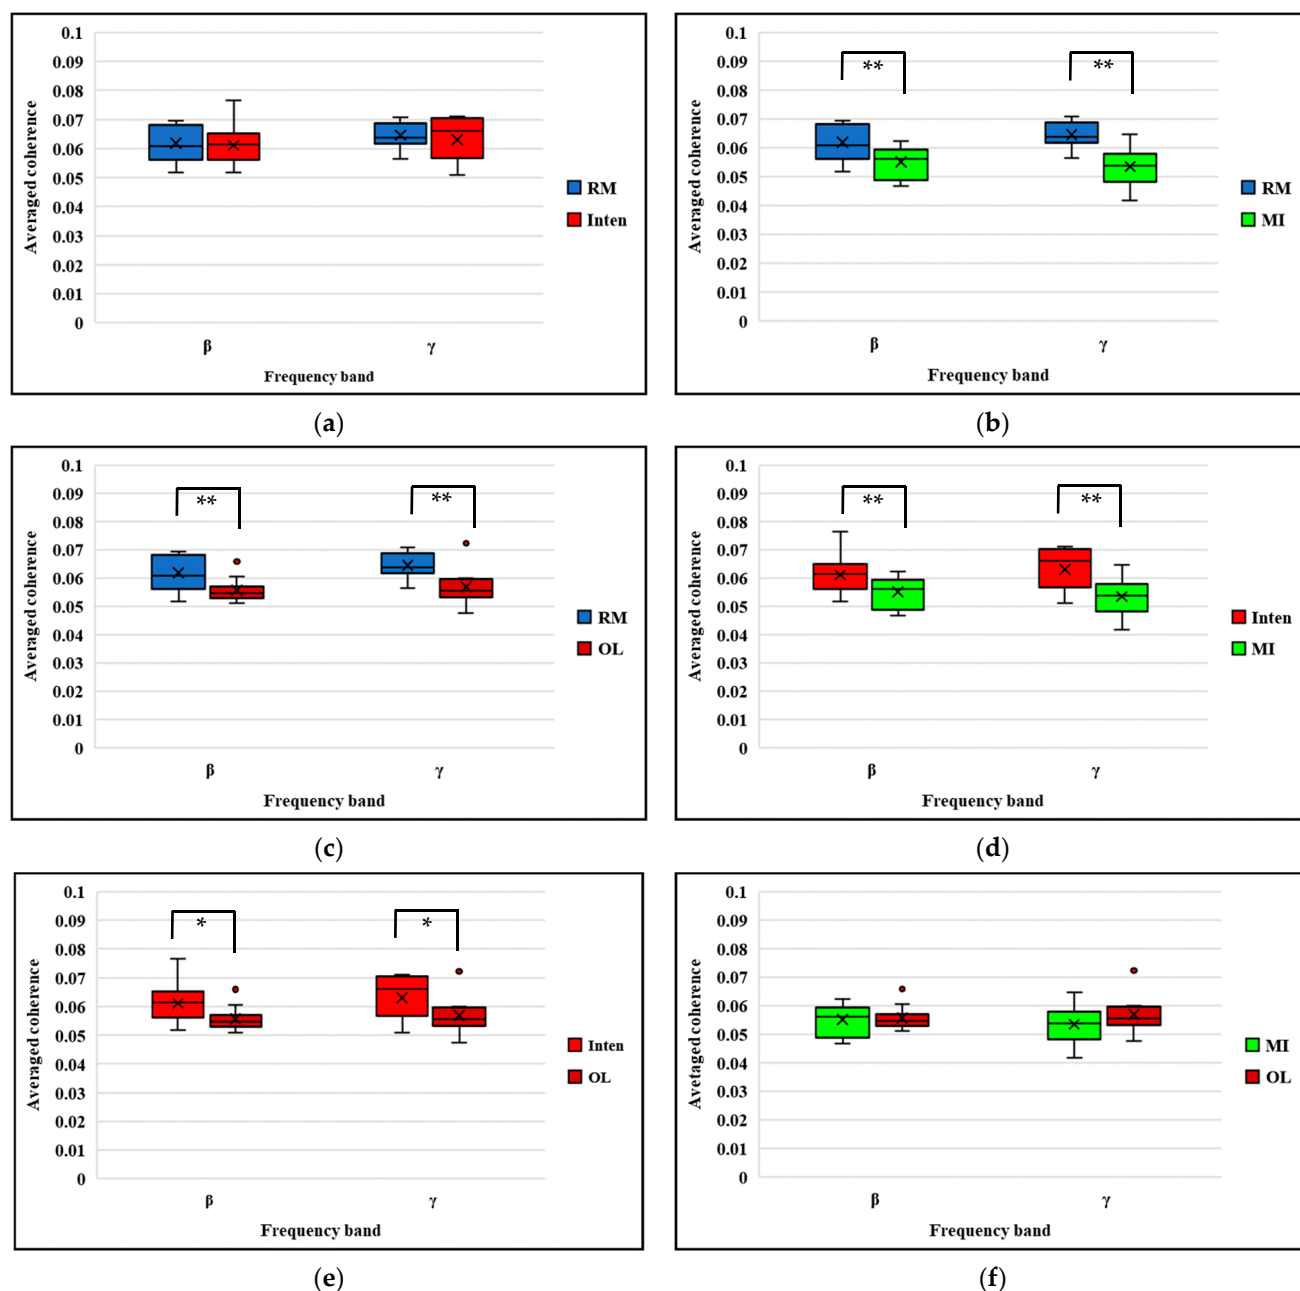 0.1
0.09
0.08
0.07
0.06
0.05
0.04
0.03
0.02
0.01
0
Averaged coherence
β γ
Frequency band
RM
Inten
(a)
0.1
0.09
0.08
0.07
0.06
0.05
0.04
0.03
0.02
0.01
0
Averaged coherence
** **
β γ
Frequency band
RM
MI
(b)
0.1
0.09
0.08
0.07
0.06
0.05
0.04
0.03
0.02
0.01
0
Averaged coherence
** **
β γ
Frequency band
RM
OL
(c)
0.1
0.09
0.08
0.07
0.06
0.05
0.04
0.03
0.02
0.01
0
Averaged coherence
** **
β γ
Frequency band
Inten
MI
(d)
0.1
0.09
0.08
0.07
0.06
0.05
0.04
0.03
0.02
0.01
0
Averaged coherence
* *
β γ
Frequency band
Inten
OL
(e)
0.1
0.09
0.08
0.07
0.06
0.05
0.04
0.03
0.02
0.01
0
Avetaged coherence
β γ
Frequency band
MI
OL
(f)